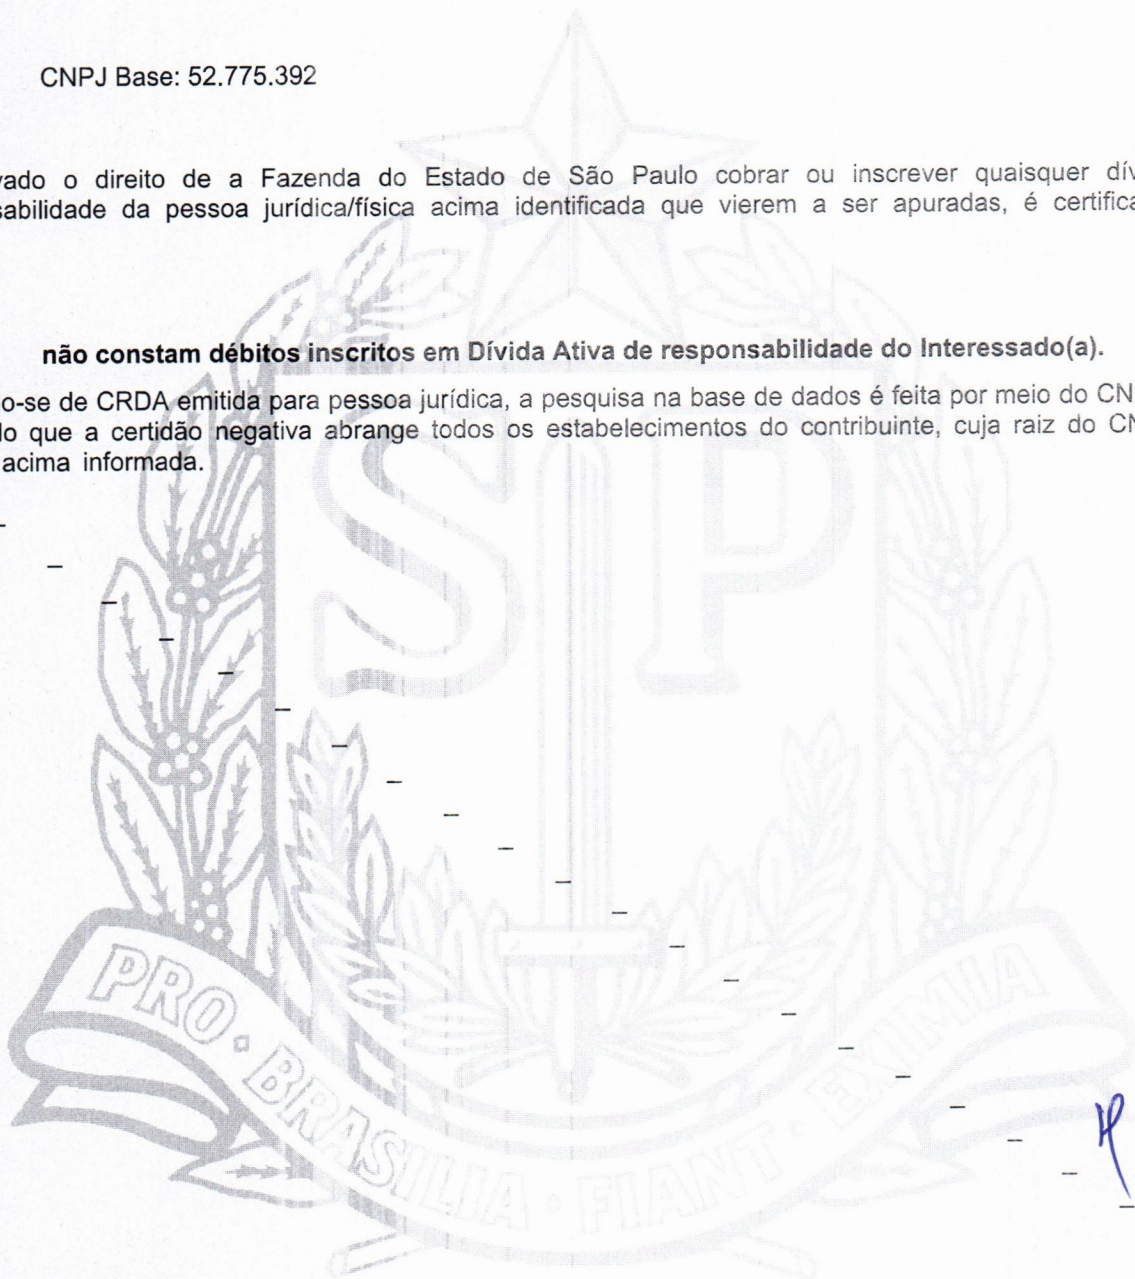 CNPJ Base: 52.775.392
vado o direito de a Fazenda do Estado de São Paulo cobrar ou inscrever quaisquer dív
sabilidade da pessoa jurídica/física acima identificada que vierem a ser apuradas, é certifica
não constam débitos inscritos em Dívida Ativa de responsabilidade do Interessado(a).
o-se de CRDA emitida para pessoa jurídica, a pesquisa na base de dados é feita por meio do CN
do que a certidão negativa abrange todos os estabelecimentos do contribuinte, cuja raiz do CN
acima informada.
SP
PRO • BRASILIA • FIANT • EXIMIA